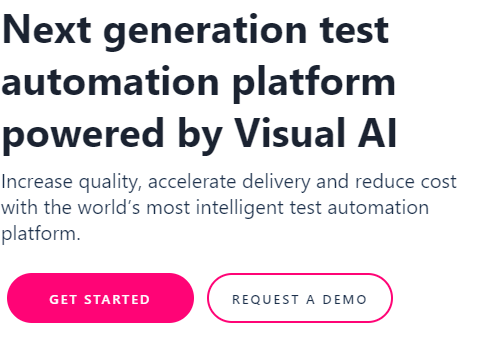 Next generation test
automation platform
powered by Visual AI
Increase quality, accelerate delivery and reduce cost
with the world’s most intelligent test automation
platform.
GET STARTED
REQUEST A DEMO